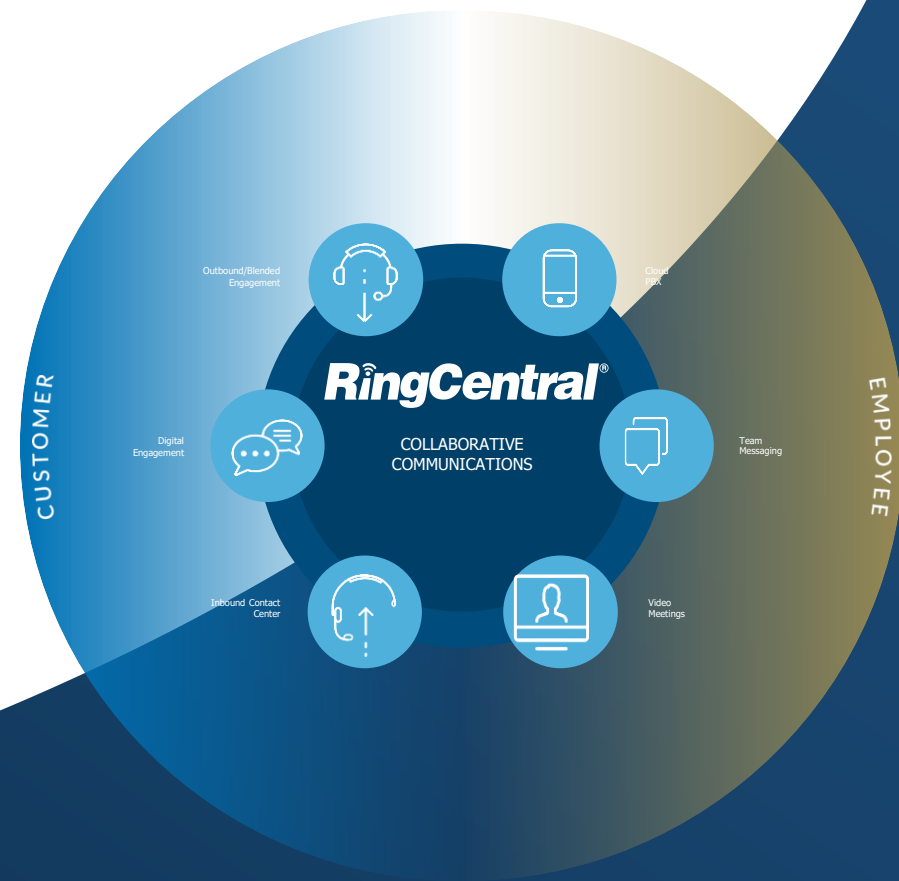 Outbound/Blended
Engagement
Cloud
PBX
RingCentral®
CUSTOMER
EMPLOYEE
Digital
Engagement
COLLABORATIVE
COMMUNICATIONS
Team
Messaging
Inbound Contact
Center
Video
Meetings